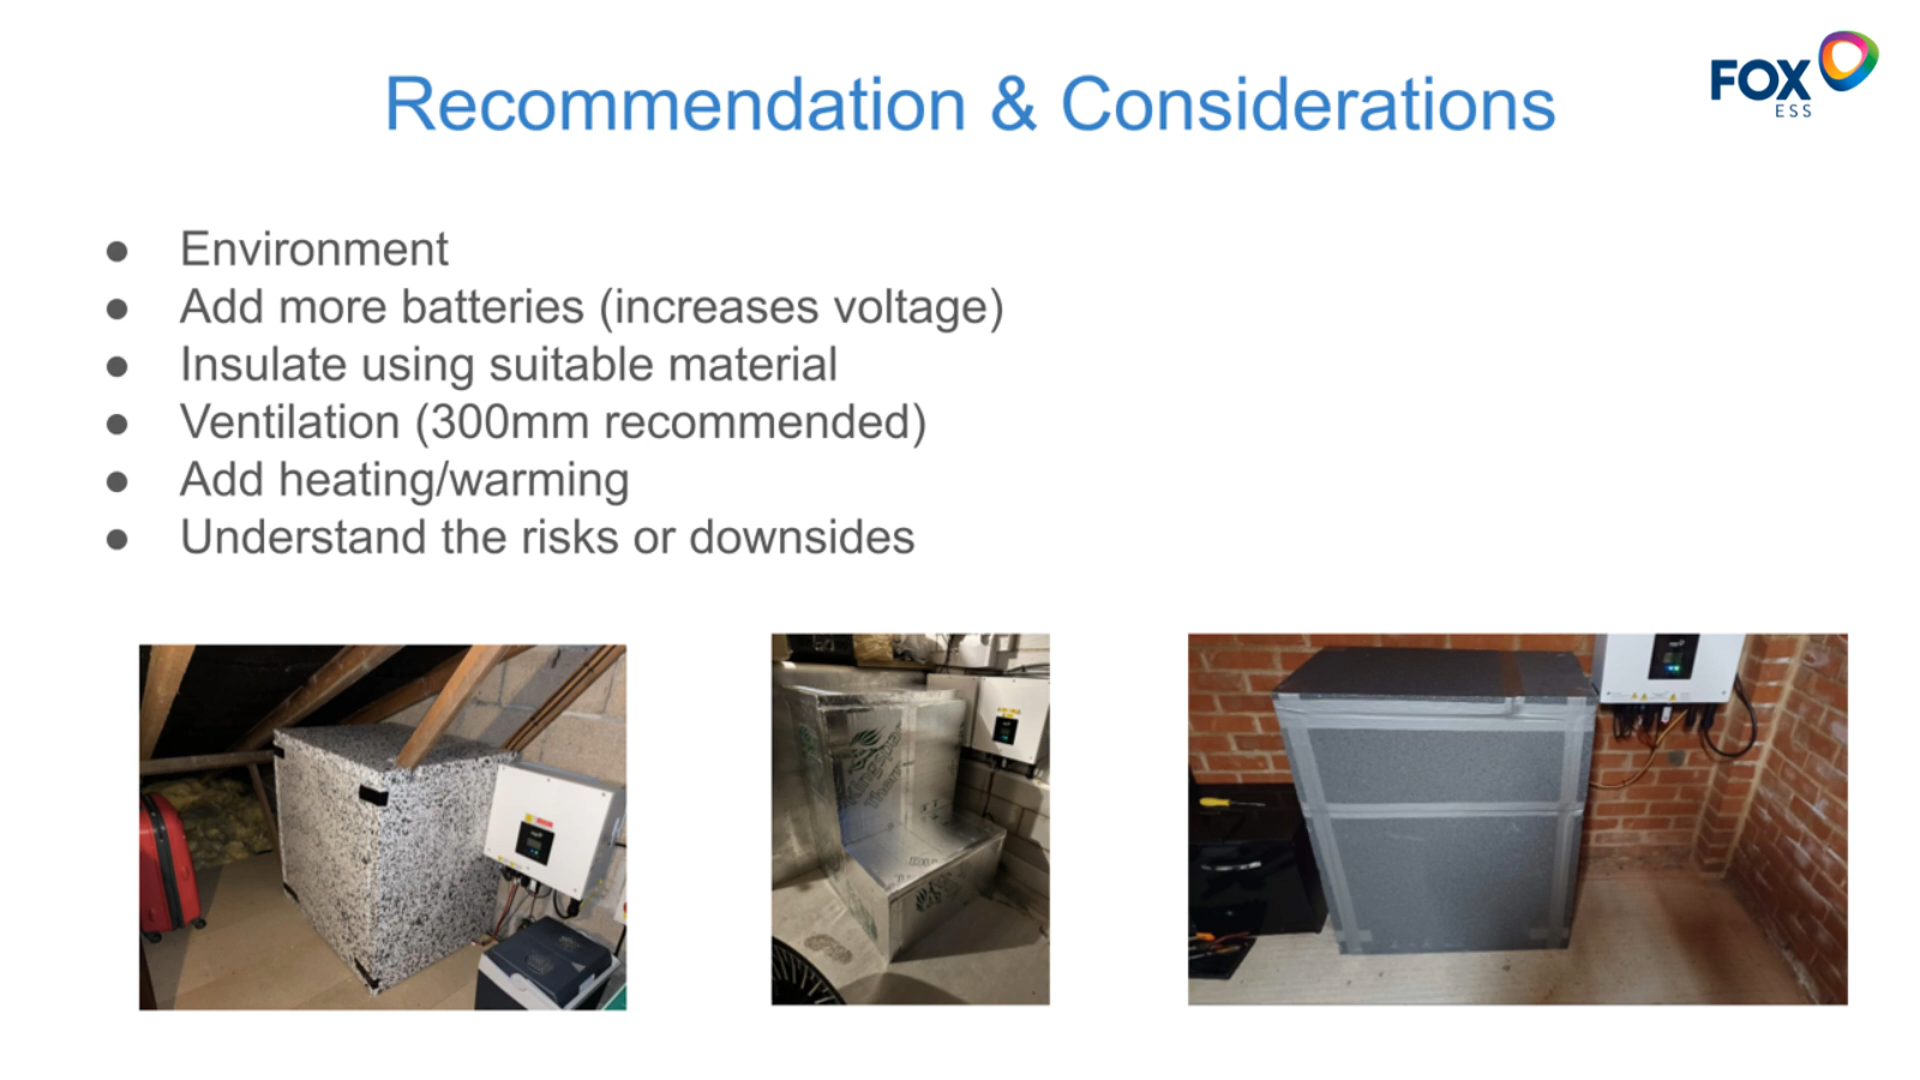 Recommendation & Considerations
FOX
ESS
● Environment
● Add more batteries (increases voltage)
● Insulate using suitable material
● Ventilation (300mm recommended)
● Add heating/warming
● Understand the risks or downsides